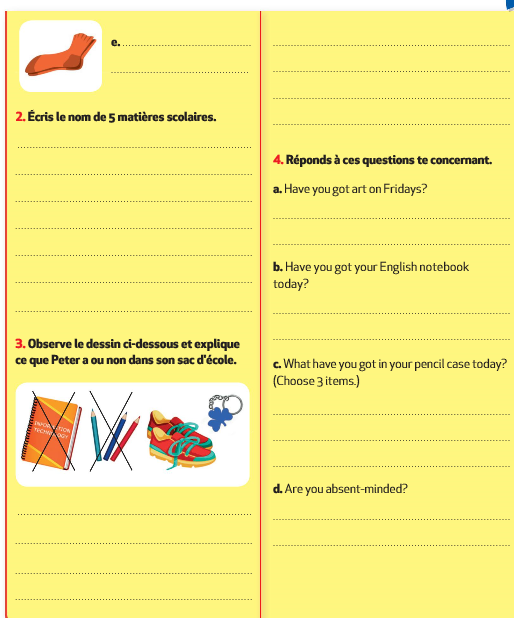 e.
2. Écris le nom de 5 matières scolaires.
3. Observe le dessin ci-dessous et explique
ce que Peter a ou non dans son sac d'école.
INFORMATION
TECHNOLOGY
4. Réponds à ces questions te concernant.
a. Have you got art on Fridays?
b. Have you got your English notebook
today?
c. What have you got in your pencil case today?
(Choose 3 items.)
d. Are you absent-minded?